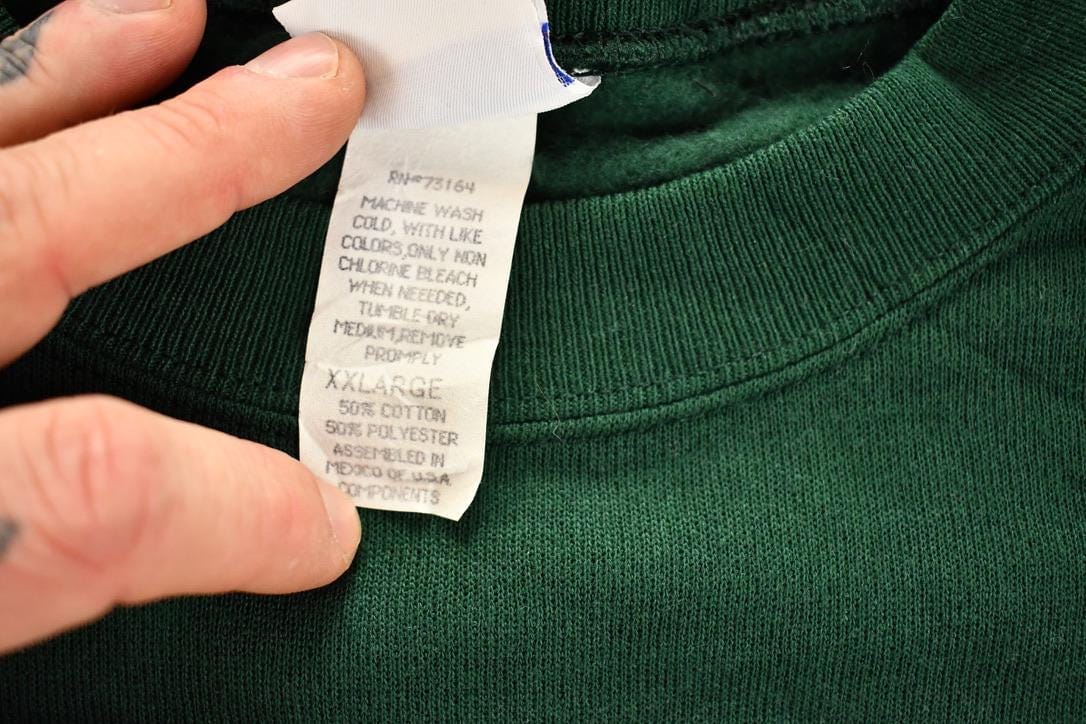 RN#73164
MACHINE WASH
COLD, WITH LIKE
COLORS,ONLY NON
CHLORINE BLEACH
WHEN NEEEDED,
TUMBLE DRY
MEDIUM,REMOVE
PROMPLY
XXLARGE
50% COTTON
50% POLYESTER
ASSEMBLED IN
MEXICO OF U.S.A.
COMPONENTS